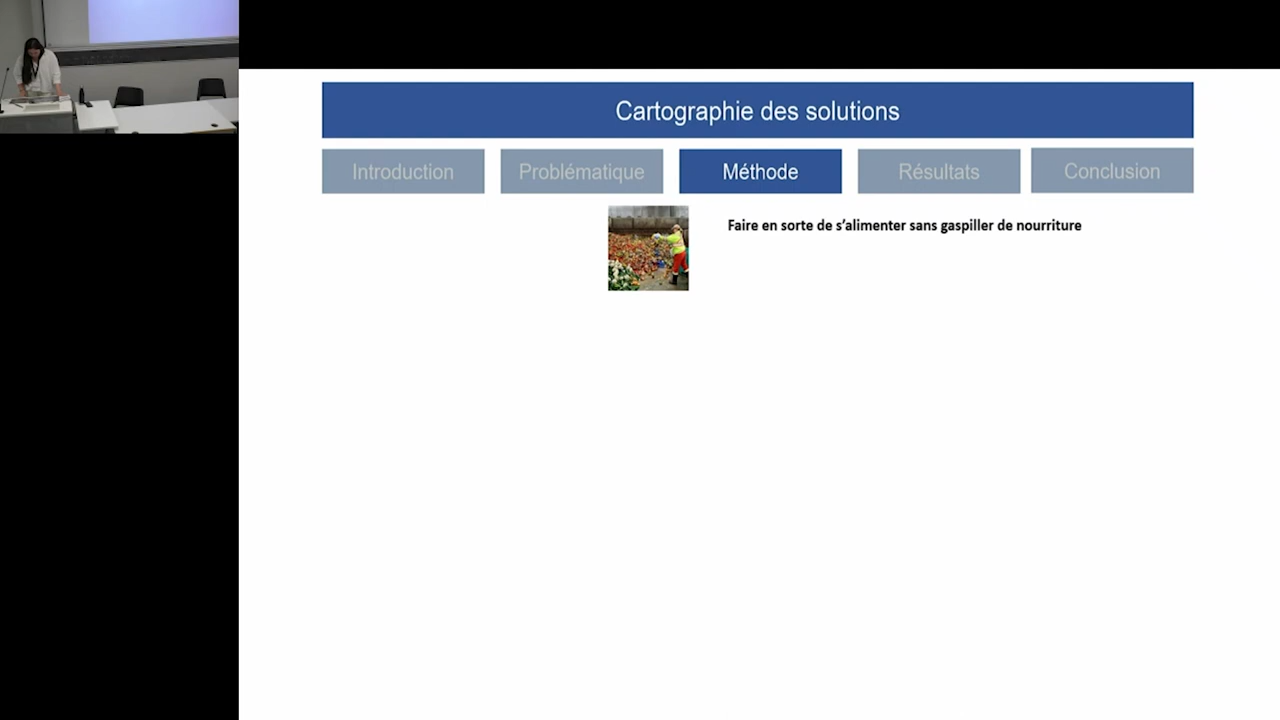 Cartographie des solutions
Introduction
Problématique
Méthode
Résultats
Conclusion
Faire en sorte de s'alimenter sans gaspiller de nourriture